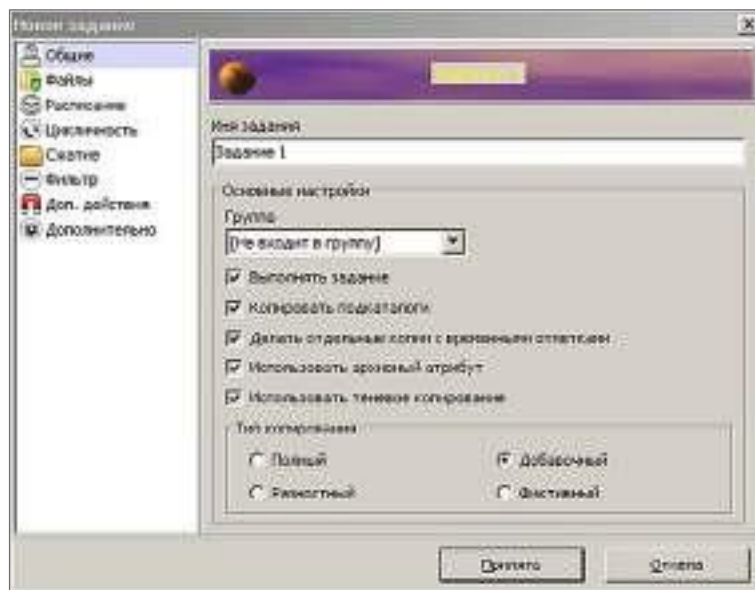 Новое задание
Общие
Файлы
Расписание
Цикличность
Сжатие
Фильтр
Доп. действия
Дополнительно
Имя задания
Задание 1
Основные настройки
Группа
(Не входит в группу)
Выполнять задание
Копировать подкаталоги
Делать отдельные копии с временными отметками
Использовать архивный атрибут
Использовать теневое копирование
Тип копирования
Полный
Добавочный
Разностный
Фиктивный
Принять
Отмена